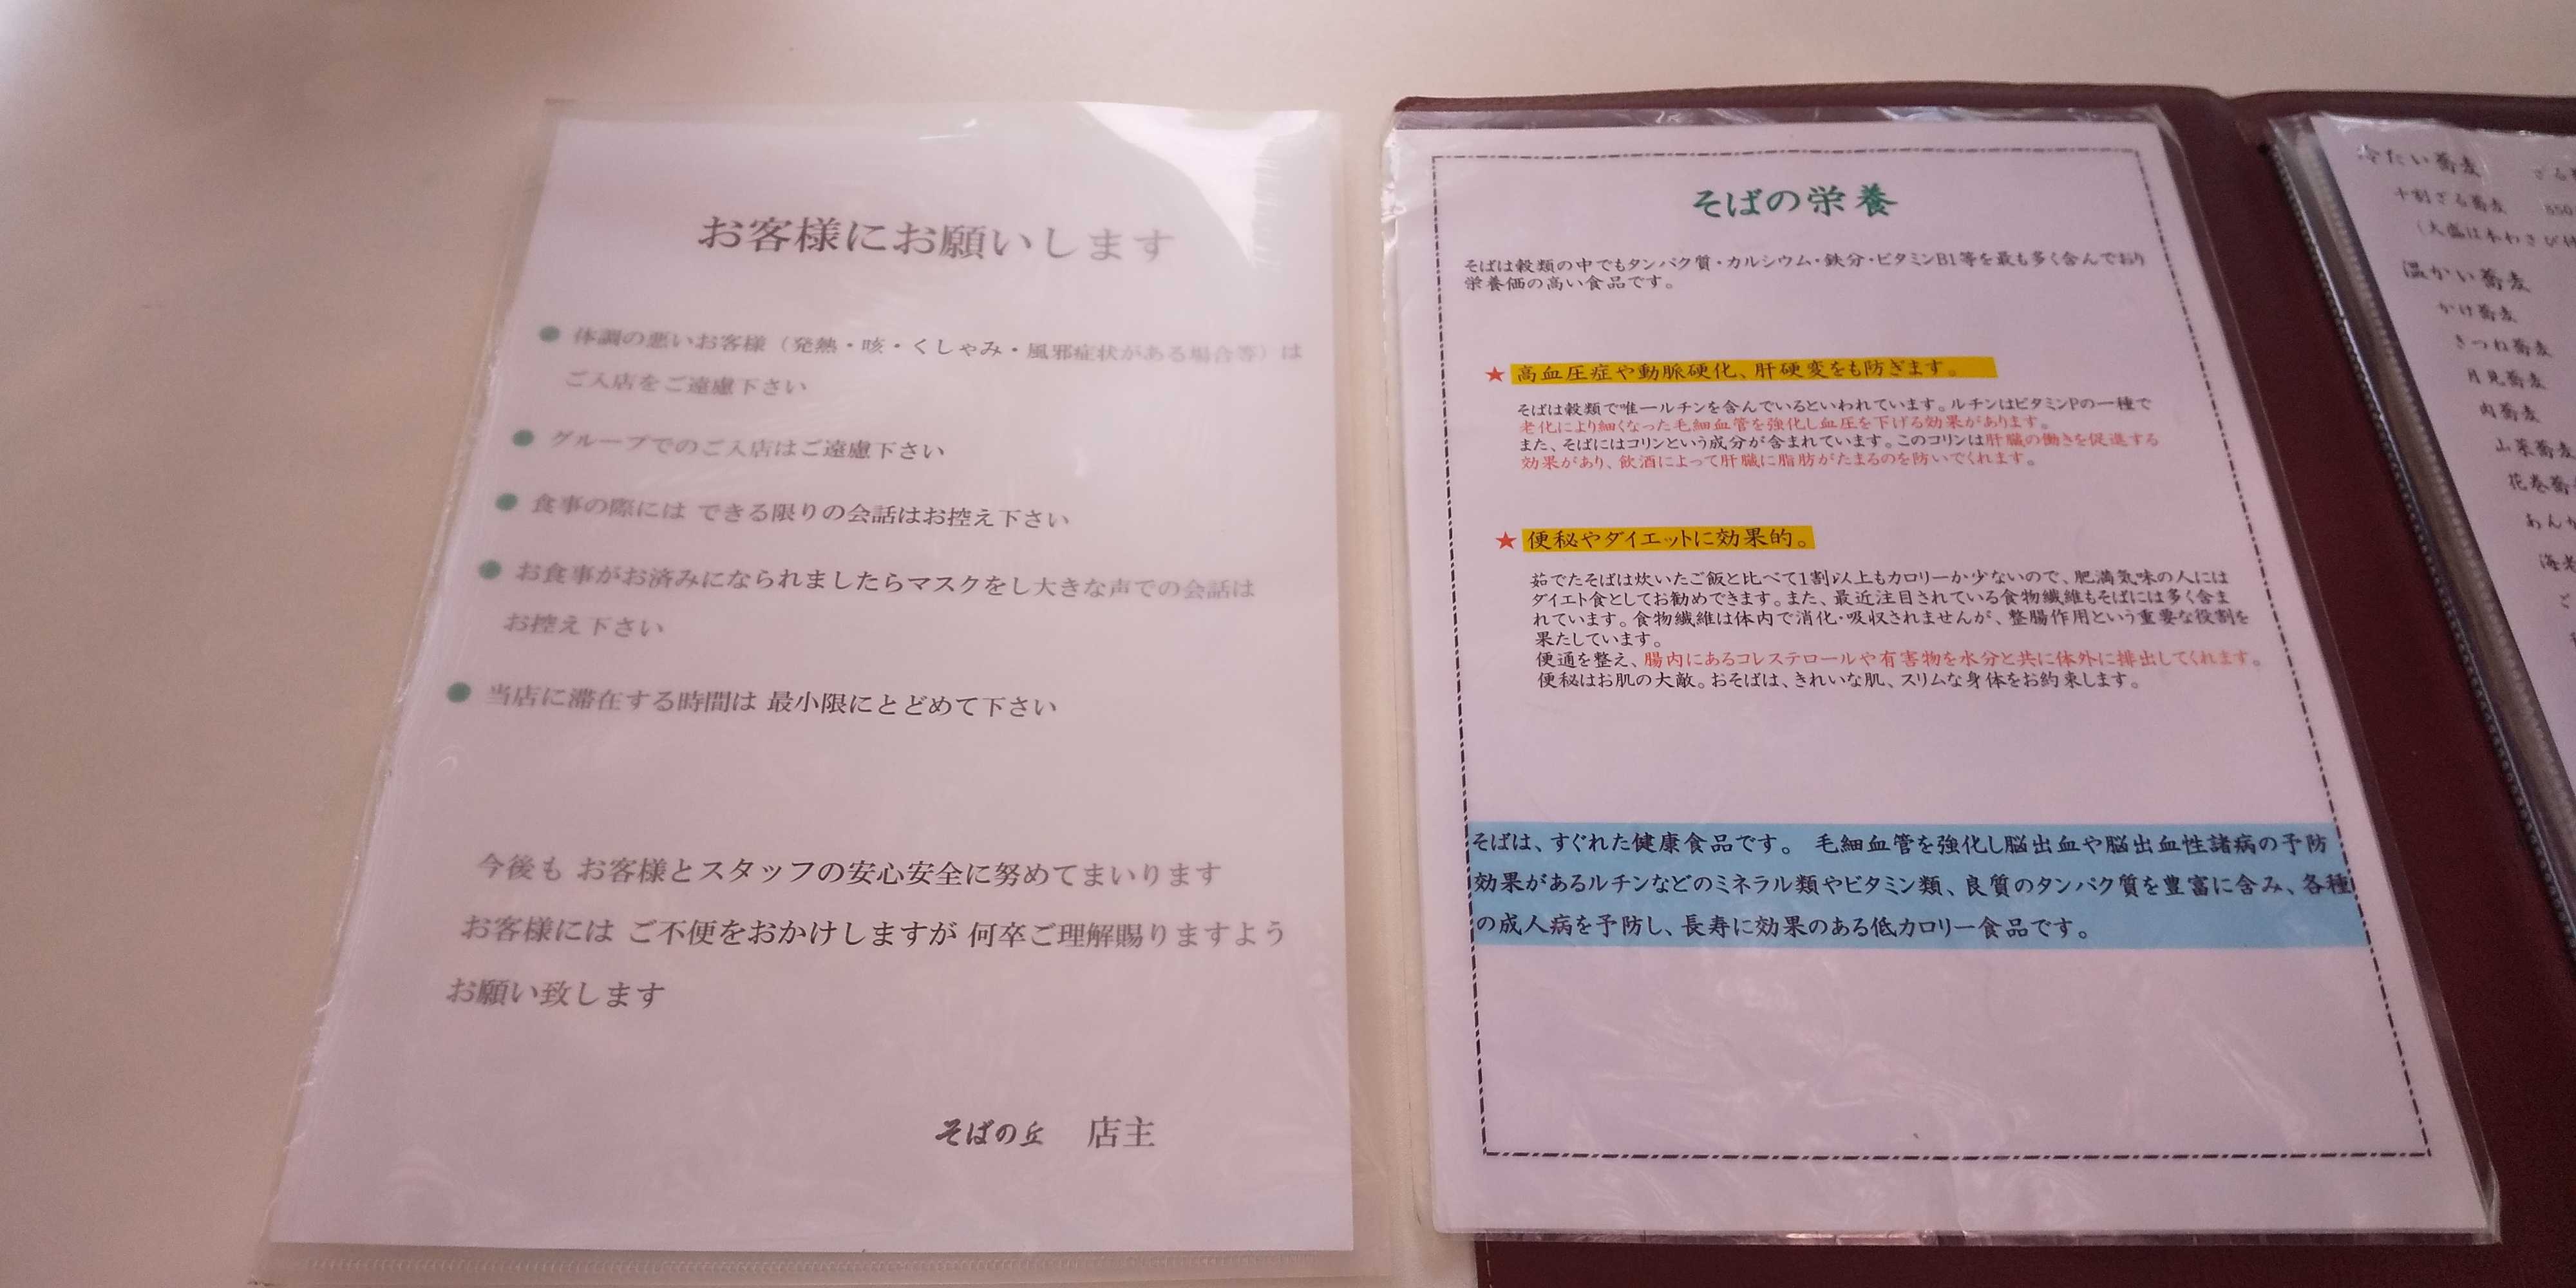 お客様にお願いします
● 体調の悪いお客様（発熱・咳・くしゃみ・風邪症状がある場合等）は
ご入店をご遠慮下さい
● グループでのご入店はご遠慮下さい
● 食事の際には できる限りの会話はお控え下さい
● お食事がお済みになられましたらマスクをし大きな声での会話は
お控え下さい
● 当店に滞在する時間は 最小限にとどめて下さい
今後も お客様とスタッフの安心安全に努めてまいります
お客様には ご不便をおかけしますが 何卒ご理解賜りますよう
お願い致します
そばの丘 店主
そばの栄養
そばは穀類の中でもタンパク質・カルシウム・鉄分・ビタミンB1等を最も多く含んでおり
栄養価の高い食品です。
★ 高血圧症や動脈硬化、肝硬変をも防ぎます。
そばは穀類で唯一ルチンを含んでいるといわれています。ルチンはビタミンPの一種で
老化により細くなった毛細血管を強化し血圧を下げる効果があります。
また、そばにはコリンという成分が含まれています。このコリンは肝臓の働きを促進する
効果があり、飲酒によって肝臓に脂肪がたまるのを防いでくれます。
★ 便秘やダイエットに効果的。
茹でたそばは炊いたご飯と比べて1割以上もカロリーか少ないので、肥満気味の人には
ダイエト食としてお勧めできます。また、最近注目されている食物繊維もそばには多く含ま
れています。食物繊維は体内で消化・吸収されませんが、整腸作用という重要な役割を
果たしています。
便通を整え、腸内にあるコレステロールや有害物を水分と共に体外に排出してくれます。
便秘はお肌の大敵。おそばは、きれいな肌、スリムな身体をお約束します。
そばは、すぐれた健康食品です。 毛細血管を強化し脳出血や脳出血性諸病の予防
効果があるルチンなどのミネラル類やビタミン類、良質のタンパク質を豊富に含み、各種
の成人病を予防し、長寿に効果のある低カロリー食品です。
冷たい蕎麦
十割ざる蕎麦 850
（大盛は本わさび付
温かい蕎麦
かけ蕎麦
きつね蕎麦
月見蕎麦
肉蕎麦
山菜蕎麦
花巻蕎
あんか
海老